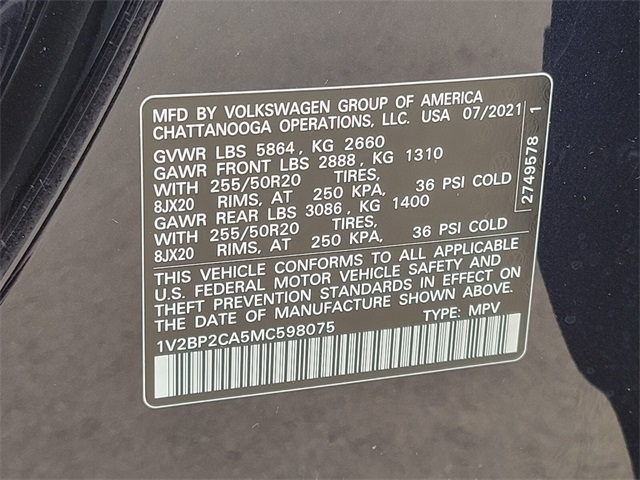 MFD BY VOLKSWAGEN GROUP OF AMERICA
CHATTANOOGA OPERATIONS, LLC. USA 07/2021
GVWR LBS 5864, KG 2660
GAWR FRONT LBS 2888, KG 1310
WITH 255/50R20 TIRES,
8JX20 RIMS, AT 250 KPA, 36 PSI COLD
GAWR REAR LBS 3086, KG 1400
WITH 255/50R20 TIRES,
8JX20 RIMS, AT 250 KPA, 36 PSI COLD
THIS VEHICLE CONFORMS TO ALL APPLICABLE
U.S. FEDERAL MOTOR VEHICLE SAFETY AND
THEFT PREVENTION STANDARDS IN EFFECT ON
THE DATE OF MANUFACTURE SHOWN ABOVE.
1V2BP2CA5MC598075 TYPE: MPV
2749578 1